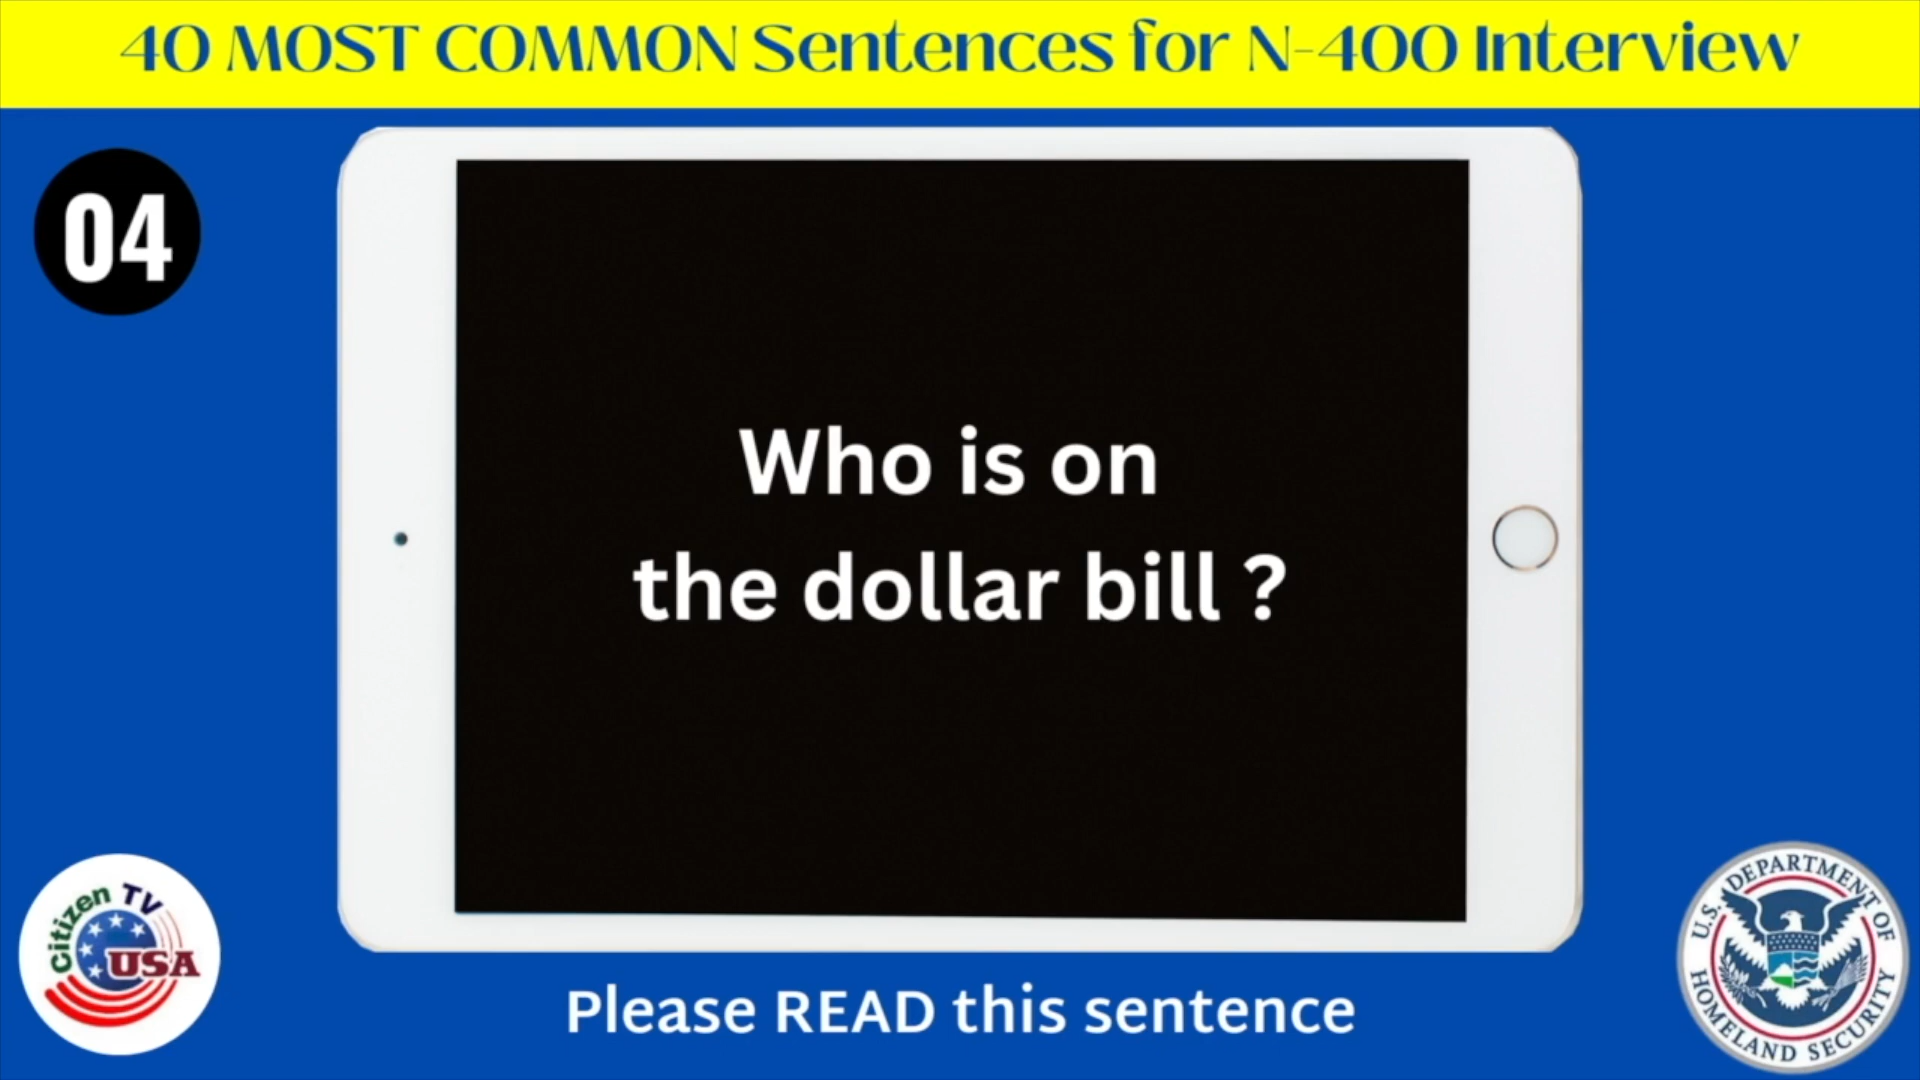 40 MOST COMMON Sentences for N-400 Interview
04
Who is on
the dollar bill ?
Citizen TV
USA
U.S. DEPARTMENT OF
HOMELAND SECURITY
Please READ this sentence